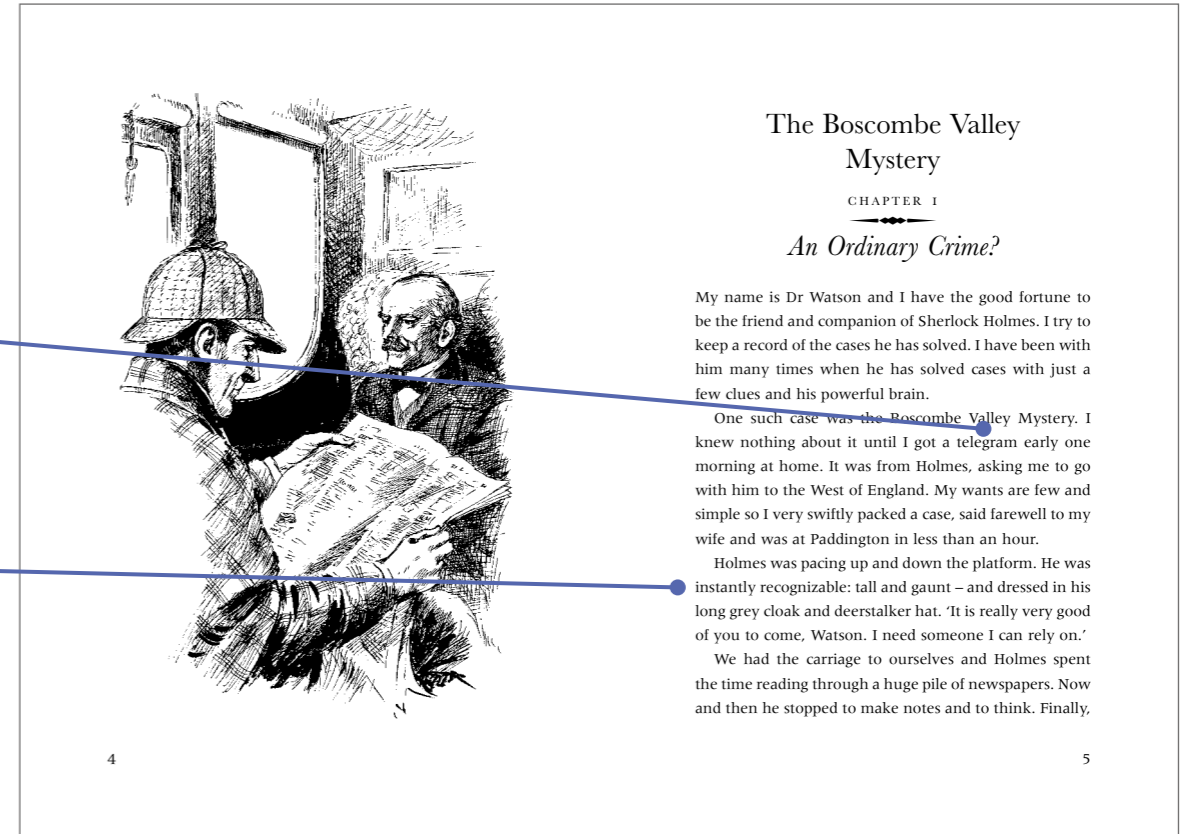 The Boscombe Valley
Mystery
CHAPTER I
An Ordinary Crime?
My name is Dr Watson and I have the good fortune to
be the friend and companion of Sherlock Holmes. I try to
keep a record of the cases he has solved. I have been with
him many times when he has solved cases with just a
few clues and his powerful brain.
One such case was the Boscombe Valley Mystery. I
knew nothing about it until I got a telegram early one
morning at home. It was from Holmes, asking me to go
with him to the West of England. My wants are few and
simple so I very swiftly packed a case, said farewell to my
wife and was at Paddington in less than an hour.
Holmes was pacing up and down the platform. He was
instantly recognizable: tall and gaunt – and dressed in his
long grey cloak and deerstalker hat. ‘It is really very good
of you to come, Watson. I need someone I can rely on.’
We had the carriage to ourselves and Holmes spent
the time reading through a huge pile of newspapers. Now
and then he stopped to make notes and to think. Finally,
4
5